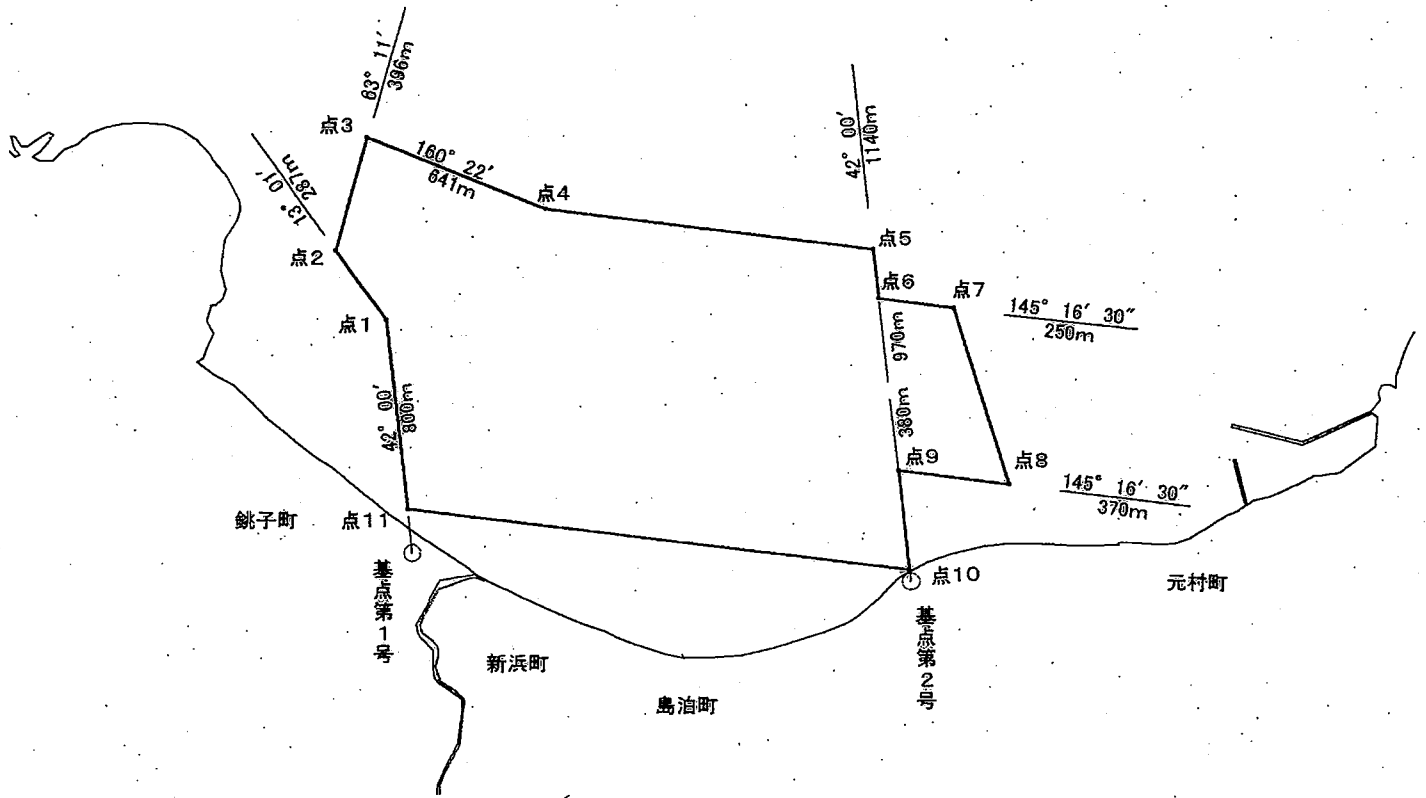 63° 11′
396m
点3
13° 01′
287m
160° 22′
641m
点4
42° 00′
1140m
点2
点5
点6
点7
145° 16′ 30″
250m
点1
970m
42° 00′
800m
380m
点9
点8
145° 16′ 30″
370m
銚子町
点11
基点第1号
点10
元村町
基点第2号
新浜町
島泊町